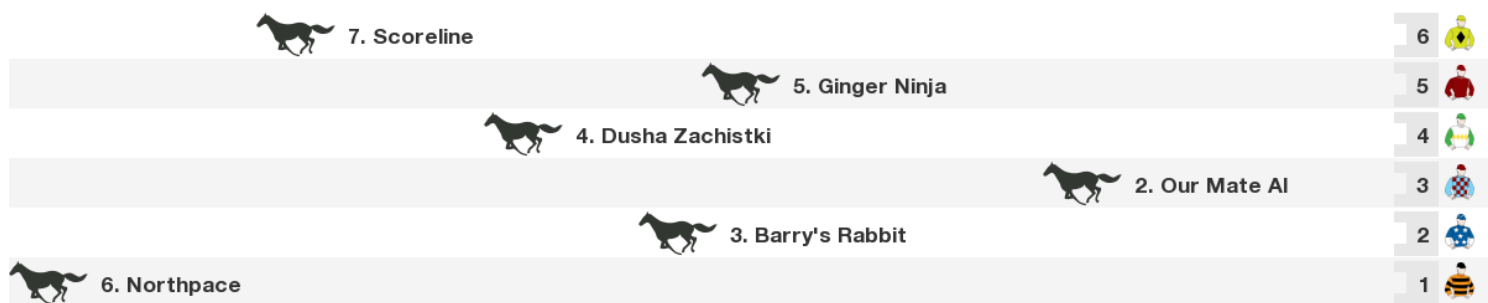 7. Scoreline 6
5. Ginger Ninja 5
4. Dusha Zachistki 4
2. Our Mate Al 3
3. Barry's Rabbit 2
6. Northpace 1